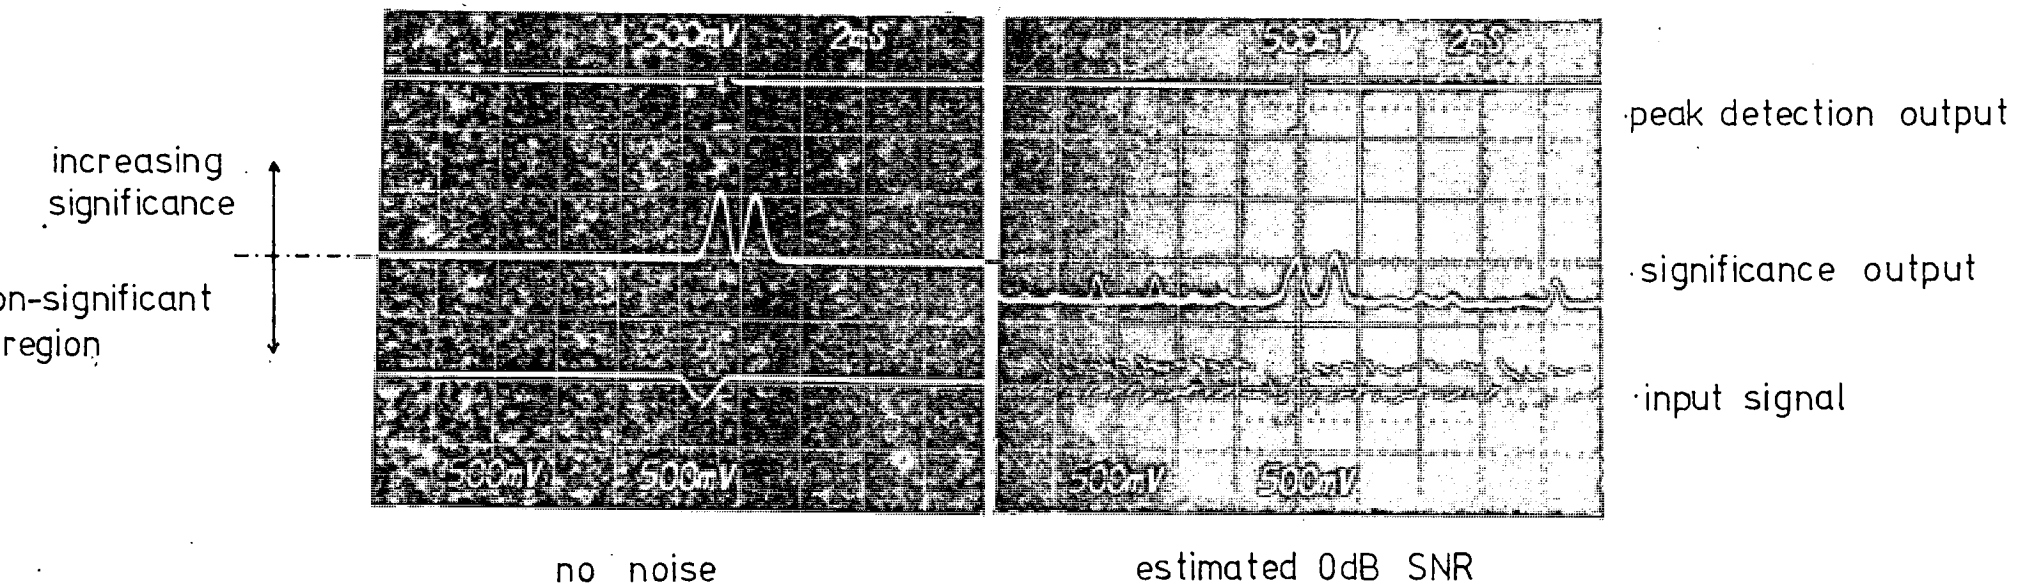 500mV 2mS
500mV 2mS
peak detection output
increasing
significance
significance output
on-significant
region
input signal
500mV 500mV
500mV 500mV
no noise
estimated 0dB SNR